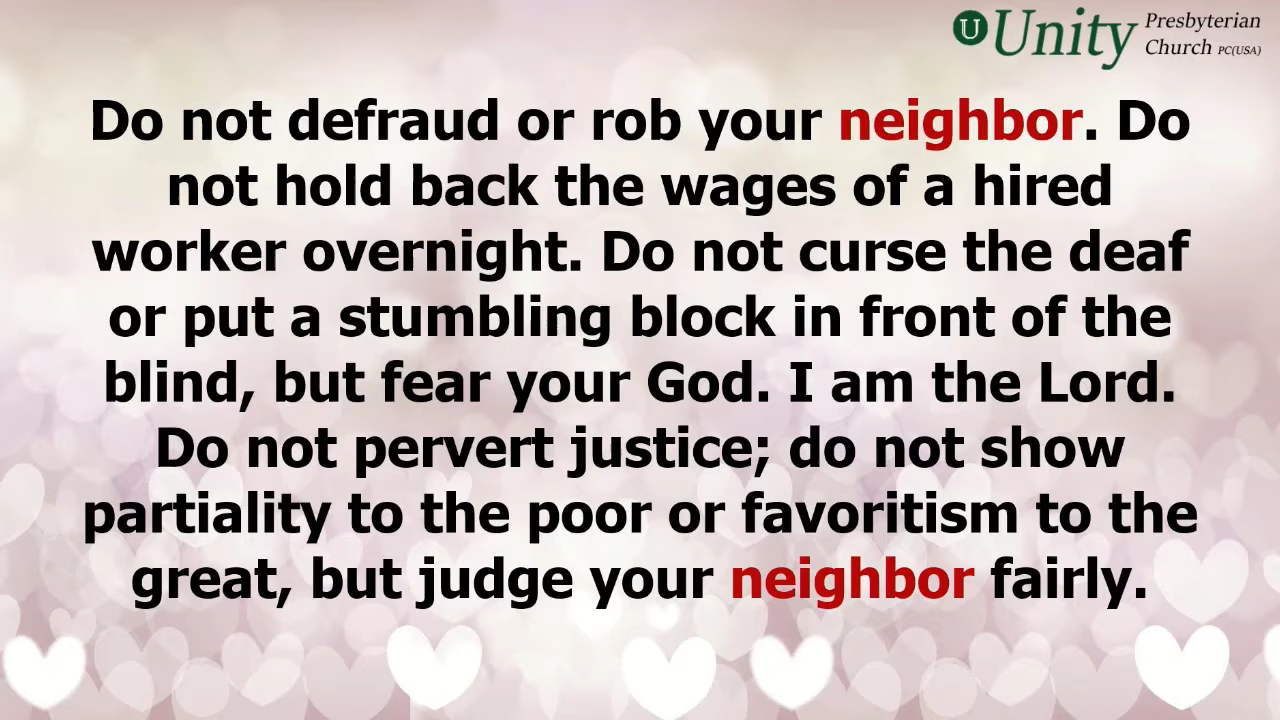 U Unity Presbyterian
Church PC(USA)
Do not defraud or rob your neighbor. Do
not hold back the wages of a hired
worker overnight. Do not curse the deaf
or put a stumbling block in front of the
blind, but fear your God. I am the Lord.
Do not pervert justice; do not show
partiality to the poor or favoritism to the
great, but judge your neighbor fairly.